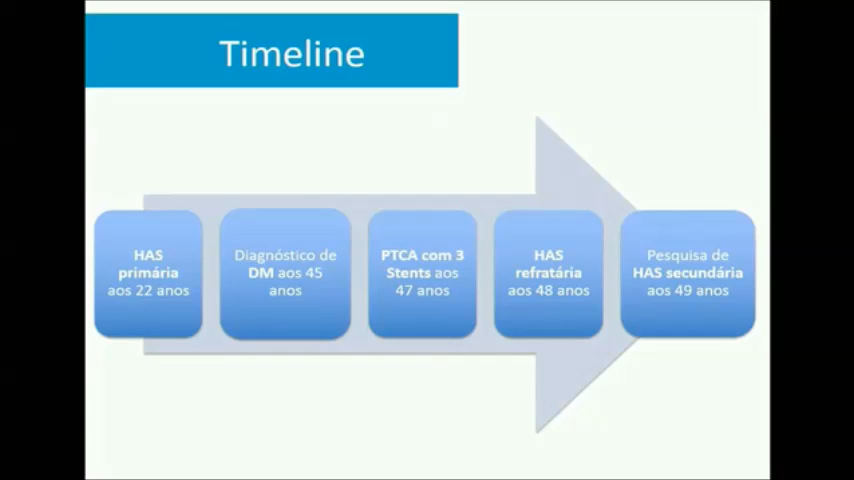 Timeline
HAS
primária
aos 22 anos
Diagnóstico de
DM aos 45
anos
PTCA com 3
Stents aos
47 anos
HAS
refratária
aos 48 anos
Pesquisa de
HAS secundária
aos 49 anos